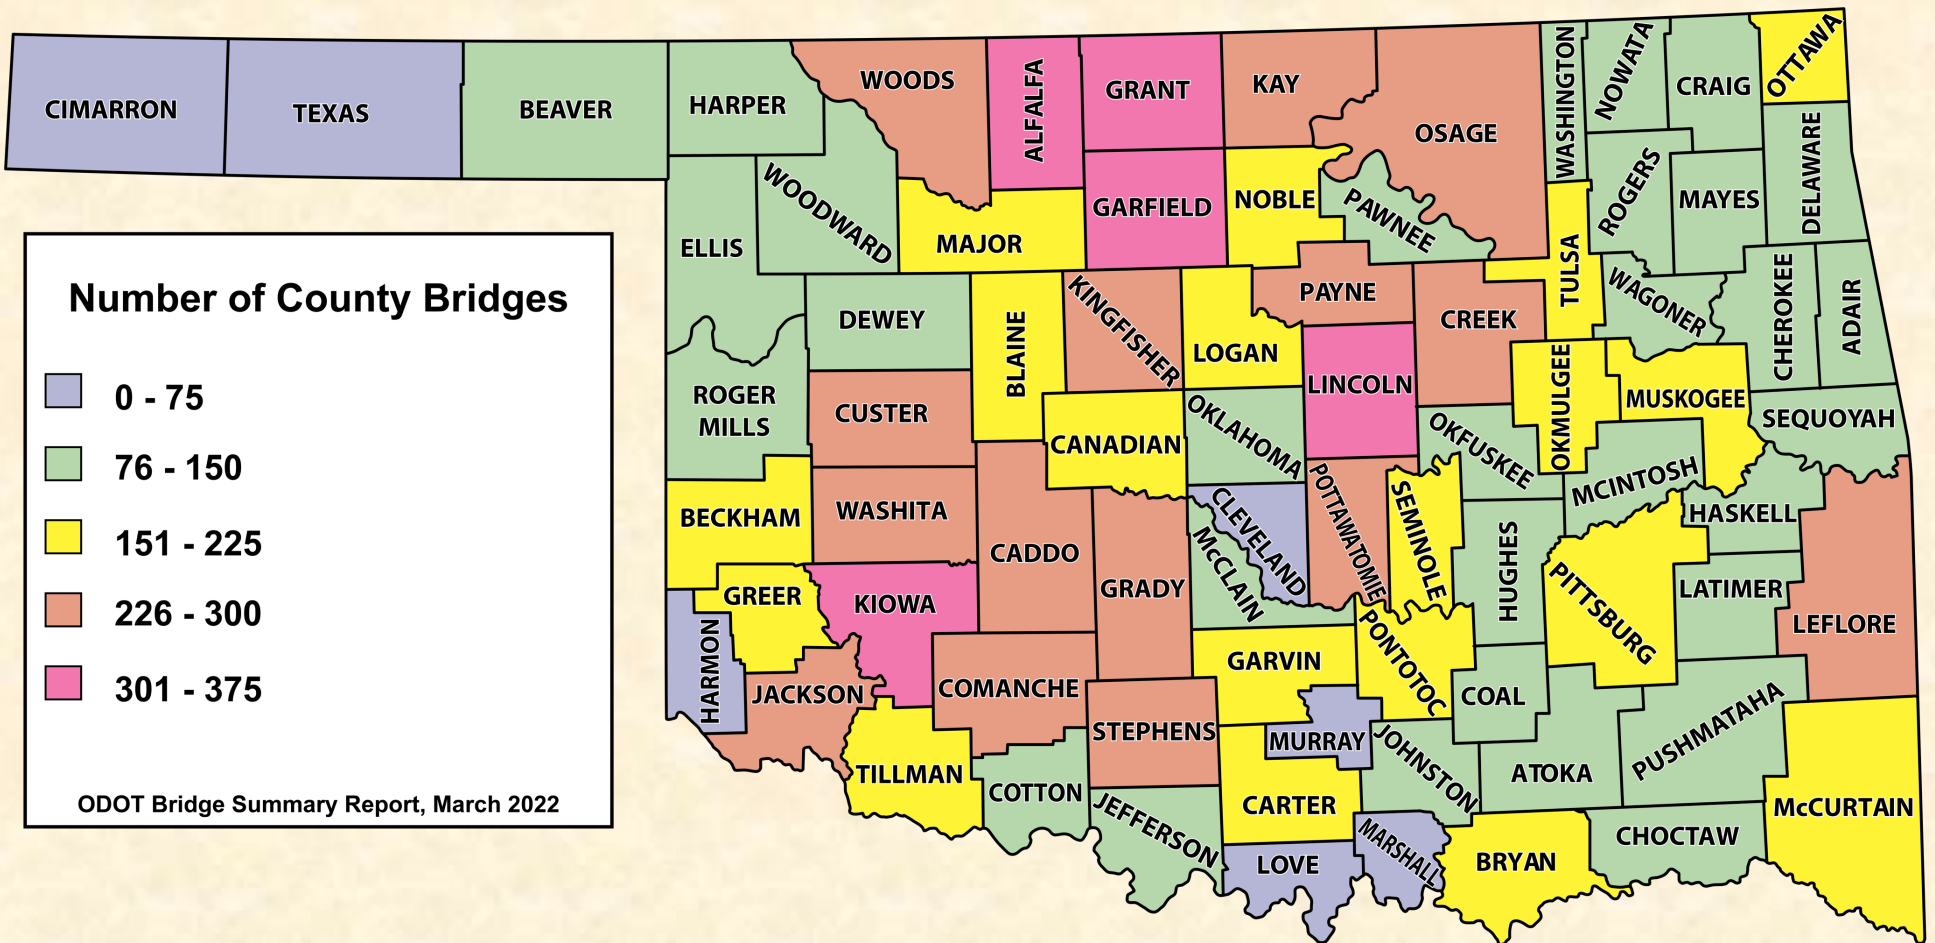 CIMARRON
TEXAS
BEAVER
HARPER
WOODS
ALFALFA
GRANT
KAY
OSAGE
WASHINGTON
NOWATA
CRAIG
OTTAWA
ELLIS
WOODWARD
MAJOR
GARFIELD
NOBLE
PAWNEE
ROGERS
MAYES
DELAWARE
DEWEY
BLAINE
KINGFISHER
LOGAN
PAYNE
CREEK
TULSA
WAGONER
CHEROKEE
ADAIR
ROGER
MILLS
CUSTER
CANADIAN
OKLAHOMA
LINCOLN
OKFUSKEE
OKMULGEE
MUSKOGEE
SEQUOYAH
BECKHAM
WASHITA
CADDO
GRADY
McCLAIN
CLEVELAND
POTTAWATOMIE
SEMINOLE
HUGHES
MCINTOSH
HASKELL
GREER
KIOWA
HARMON
JACKSON
COMANCHE
GARVIN
PONTOTOC
PITTSBURG
LATIMER
LEFLORE
TILLMAN
COTTON
STEPHENS
MURRAY
JOHNSTON
COAL
ATOKA
PUSHMATAHA
JEFFERSON
CARTER
LOVE
MARSHALL
BRYAN
CHOCTAW
McCURTAIN
Number of County Bridges
0 - 75
76 - 150
151 - 225
226 - 300
301 - 375
ODOT Bridge Summary Report, March 2022